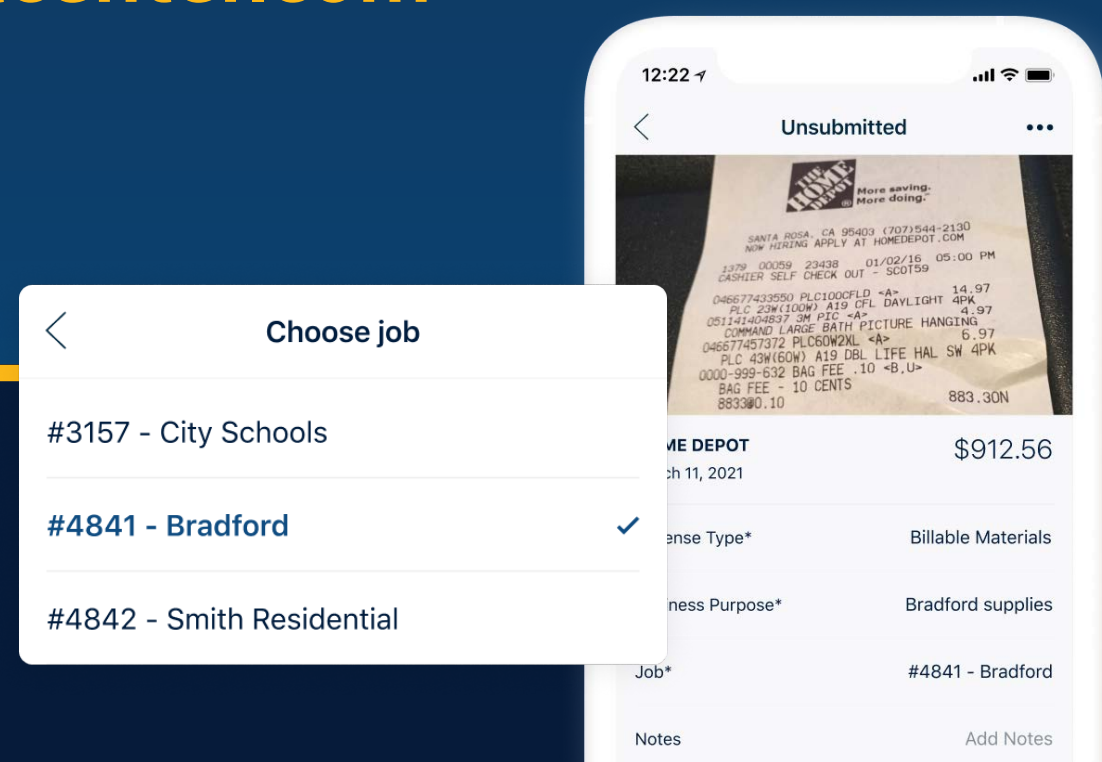 12:22
Unsubmitted
THE
HOME
DEPOT
More saving.
More doing.™
SANTA ROSA, CA 95403 (707)544-2130
NOW HIRING APPLY AT HOMEDEPOT.COM
1379 00059 23438 01/02/16 05:00 PM
CASHIER SELF CHECK OUT - SCOT59
046677433550 PLC100CFLD <A> 14.97
PLC 23W(100W) A19 CFL DAYLIGHT 4PK
051141404837 3M PIC <A> 4.97
COMMAND LARGE BATH PICTURE HANGING
046677457372 PLC60W2XL <A> 6.97
PLC 43W(60W) A19 DBL LIFE HAL SW 4PK
0000-999-632 BAG FEE .10 <B,U>
BAG FEE - 10 CENTS
8833@0.10 883.30N
Choose job
#3157 - City Schools
#4841 - Bradford
#4842 - Smith Residential
ME DEPOT $912.56
ch 11, 2021
ense Type* Billable Materials
ness Purpose* Bradford supplies
Job* #4841 - Bradford
Notes Add Notes